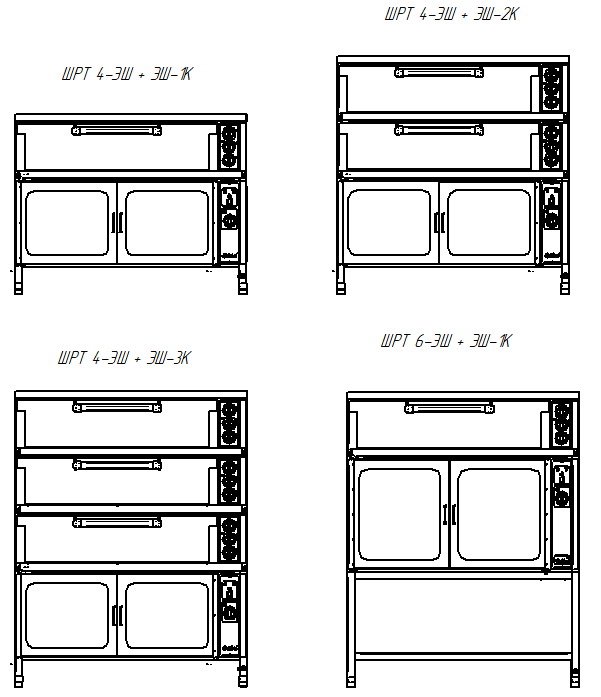 ШРТ 4-ЭШ + ЭШ-1К
ШРТ 4-ЭШ + ЭШ-2К
ШРТ 4-ЭШ + ЭШ-3К
ШРТ 6-ЭШ + ЭШ-1К